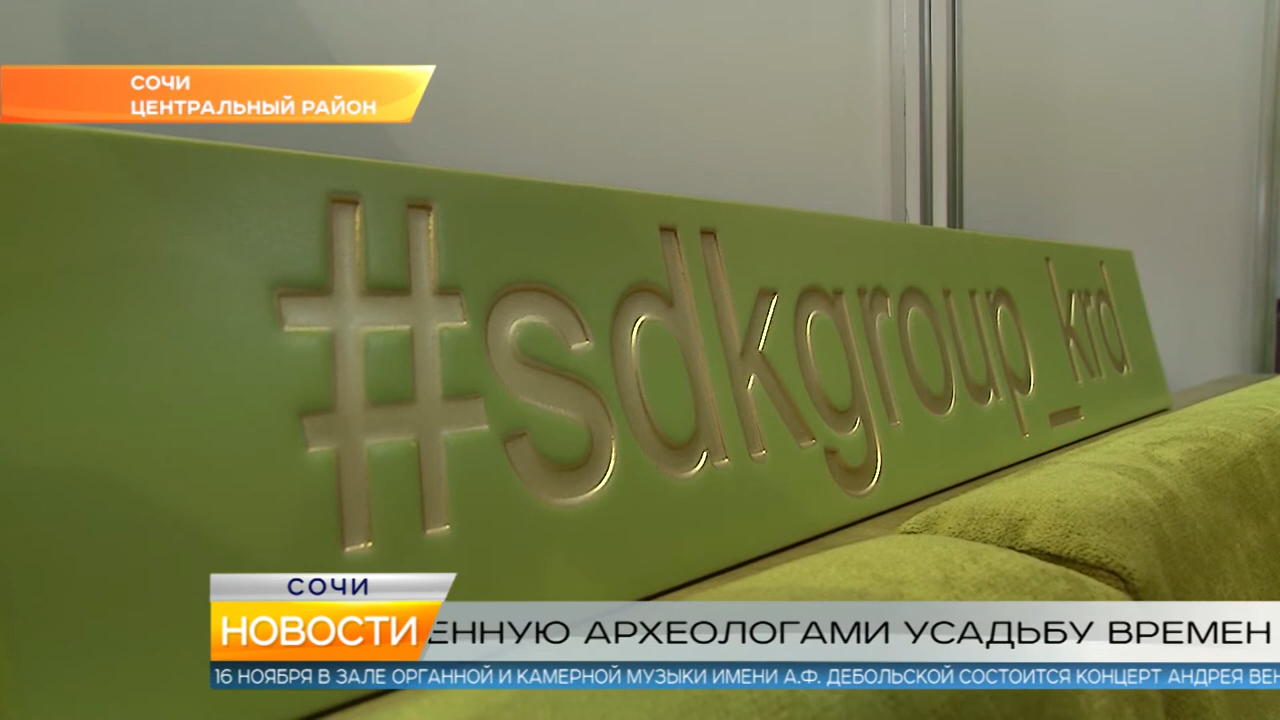 СОЧИ
ЦЕНТРАЛЬНЫЙ РАЙОН
#sdkgroup_krd
СОЧИ
НОВОСТИ
ЕННУЮ АРХЕОЛОГАМИ УСАДЬБУ ВРЕМЕН
16 НОЯБРЯ В ЗАЛЕ ОРГАННОЙ И КАМЕРНОЙ МУЗЫКИ ИМЕНИ А.Ф. ДЕБОЛЬСКОЙ СОСТОИТСЯ КОНЦЕРТ АНДРЕЯ ВЕН